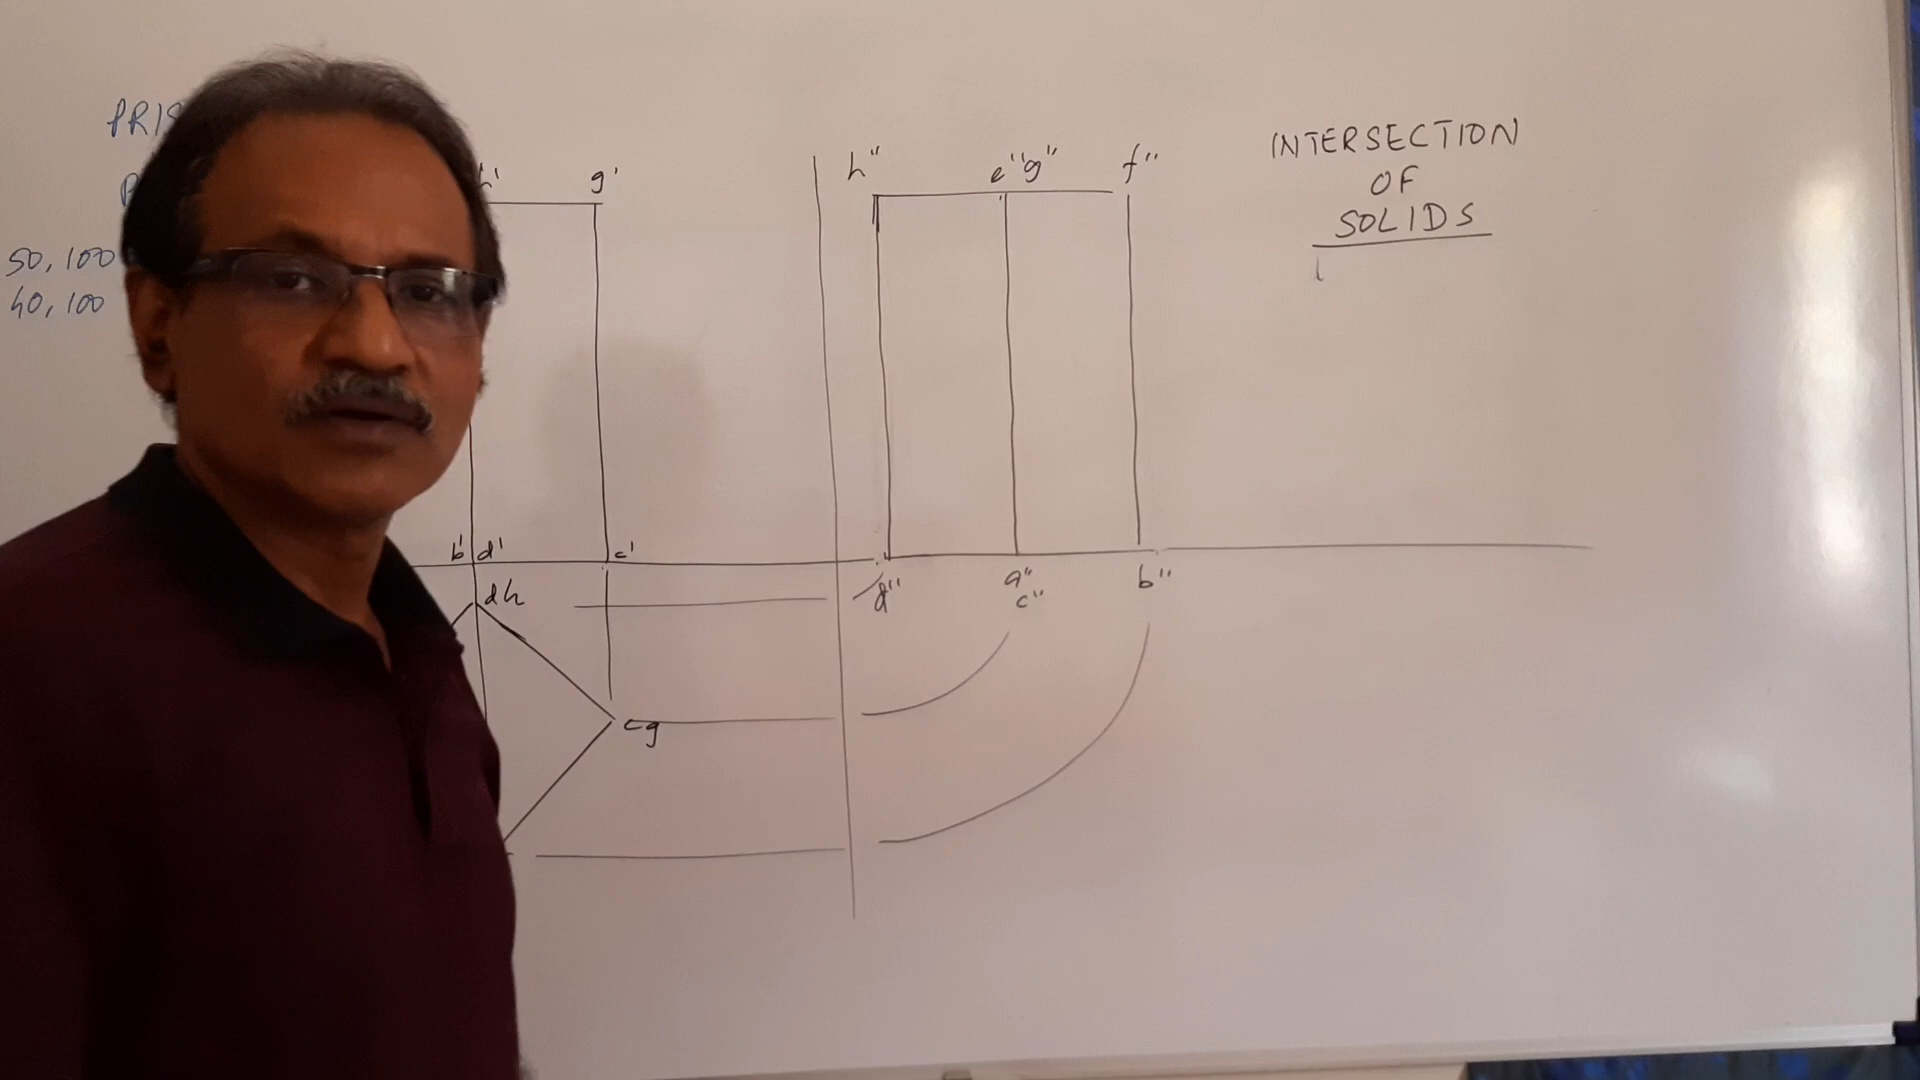 50, 100
40, 100
h' g'
b' d' c'
dh
cg
h" e"g" f"
d" a" b"
c"
INTERSECTION
OF
SOLIDS